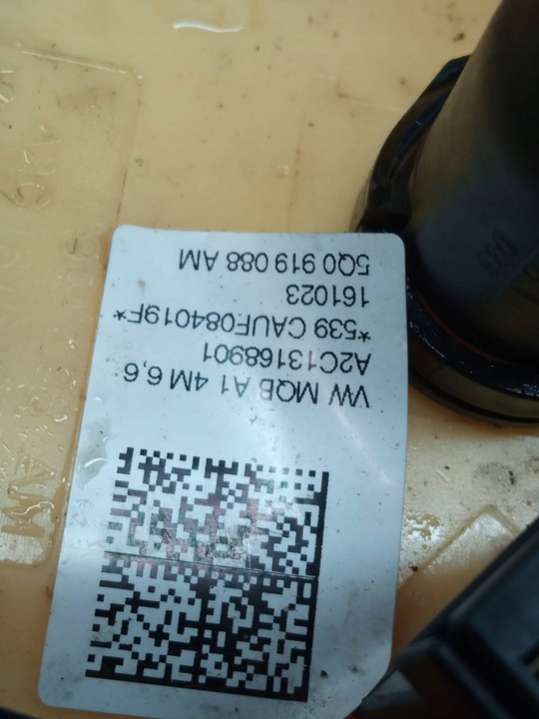 VW MQB A1 4M 6,6
A2C13168901
*539 CAUF084019F*
161023
5Q0 919 088 AM